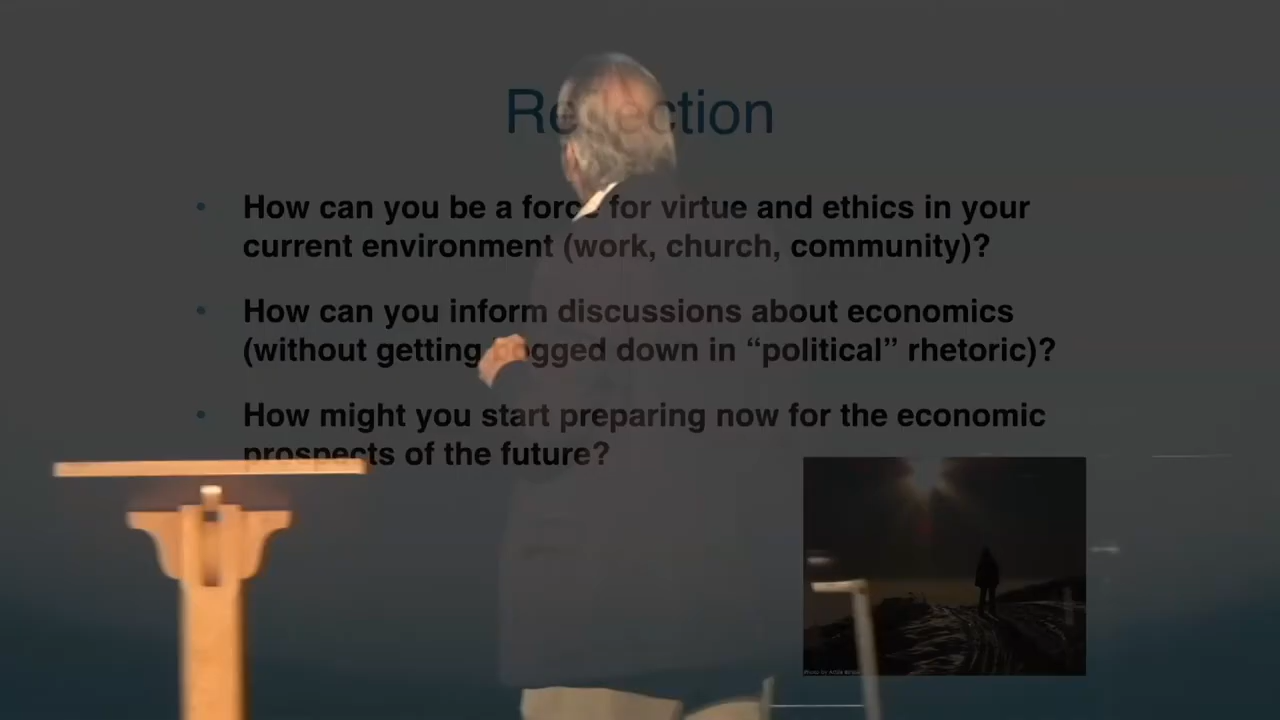 Reflection
• How can you be a force for virtue and ethics in your
current environment (work, church, community)?
• How can you inform discussions about economics
(without getting bogged down in “political” rhetoric)?
• How might you start preparing now for the economic
prospects of the future?
Photo by